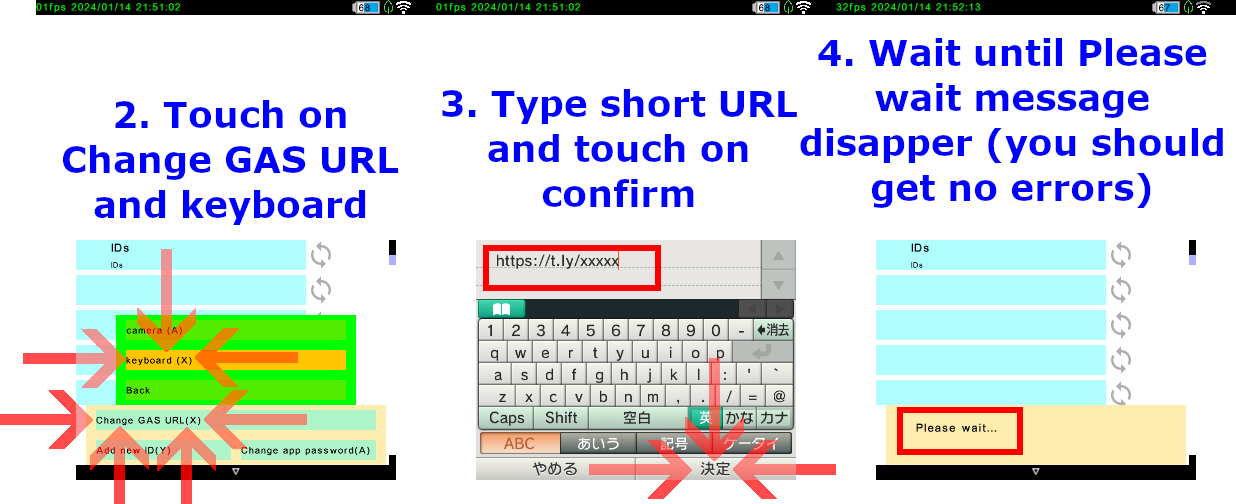 01fps 2024/01/14 21:51:02
68
2. Touch on
Change GAS URL
and keyboard
IDs
IDs
camera (A)
keyboard (X)
Back
Change GAS URL(X)
Add new ID(Y)
Change app password(A)
01fps 2024/01/14 21:51:02
68
3. Type short URL
and touch on
confirm
https://t.ly/xxxxx
1 2 3 4 5 6 7 8 9 0 - 消去
q w e r t y u i o p
a s d f g h j k l : ' `
z x c v b n m , . / = @
Caps Shift 空白 英 かな カナ
ABC あいう 記号 ケータイ
やめる 決定
32fps 2024/01/14 21:52:13
67
4. Wait until Please
wait message
disapper (you should
get no errors)
IDs
IDs
Please wait...